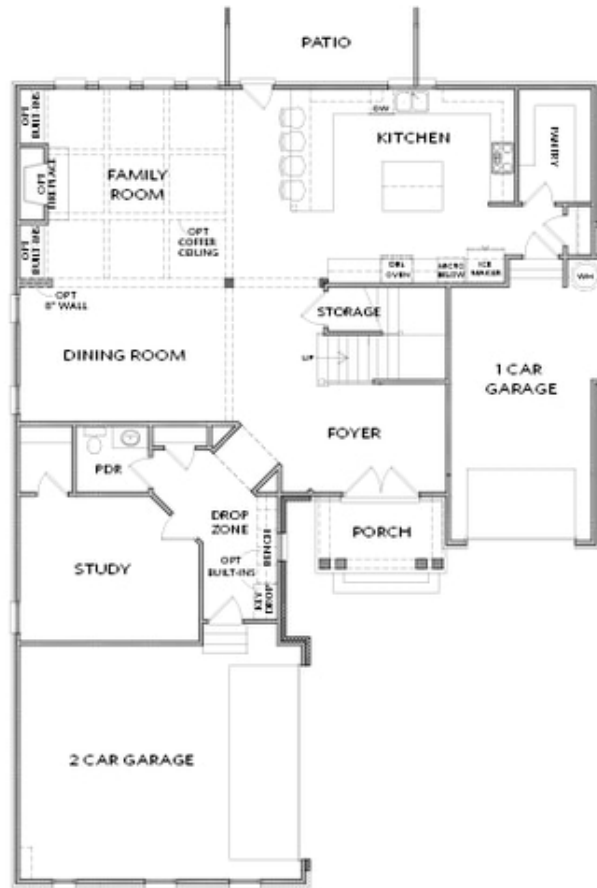 PATIO
OPT
BUILT-INS
DW
KITCHEN
PANTRY
FAMILY
ROOM
OPT
FIREPLACE
OPT
COFFER
CEILING
OPT
BUILT-INS
DBL
OVEN
MICRO
BELOW
ICE
MAKER
WH
OPT
8" WALL
STORAGE
DINING ROOM
UP
1 CAR
GARAGE
FOYER
PDR
DROP
ZONE
PORCH
BENCH
OPT
BUILT-INS
STUDY
KEY
DROP
2 CAR GARAGE